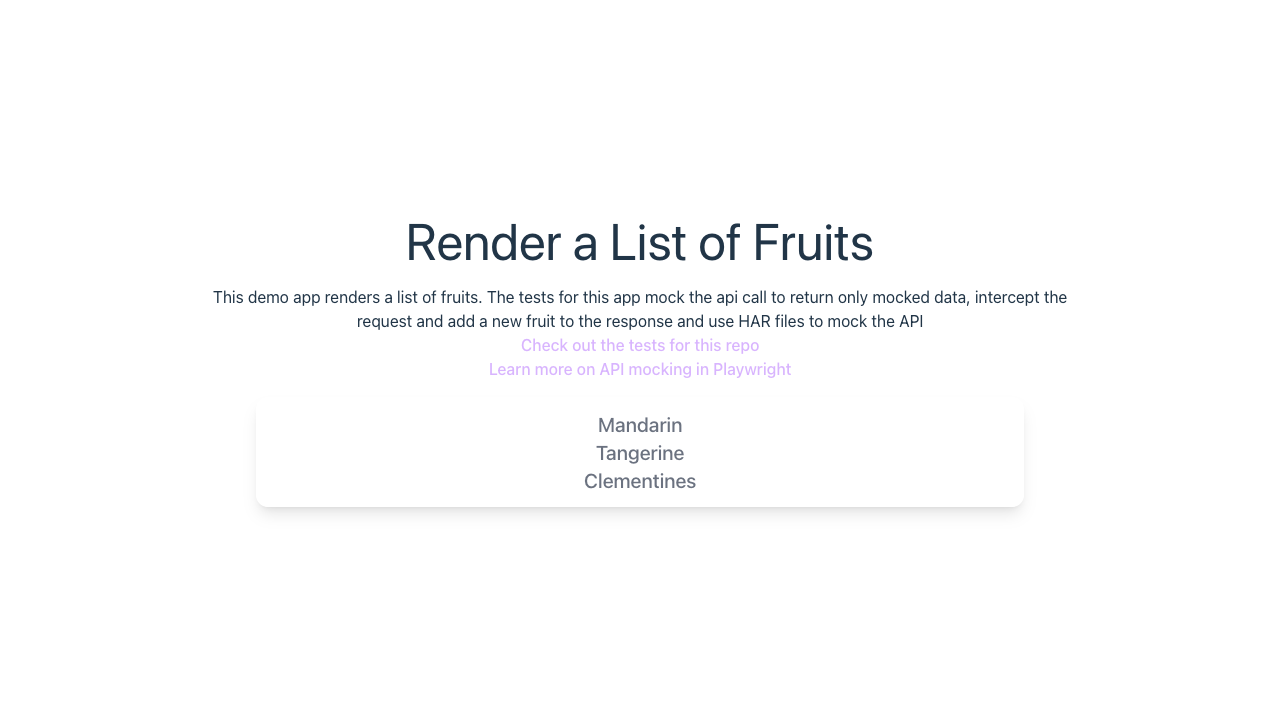 Render a List of Fruits
This demo app renders a list of fruits. The tests for this app mock the api call to return only mocked data, intercept the
request and add a new fruit to the response and use HAR files to mock the API
Check out the tests for this repo
Learn more on API mocking in Playwright
Mandarin
Tangerine
Clementines